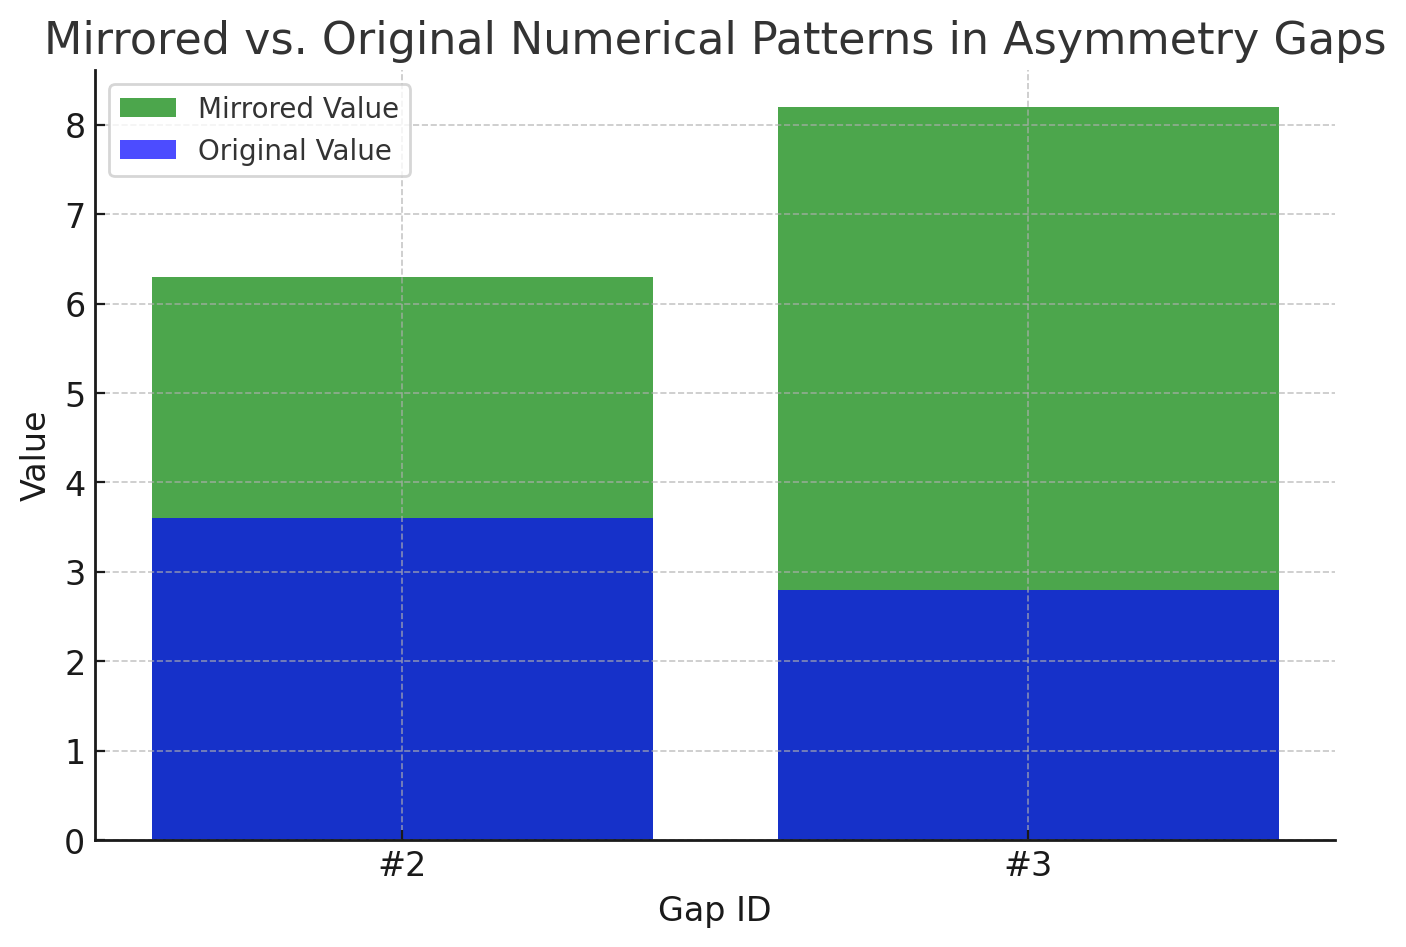 Mirrored vs. Original Numerical Patterns in Asymmetry Gaps
Mirrored Value
Original Value
8
7
6
5
4
3
2
1
0
Value
#2 #3
Gap ID